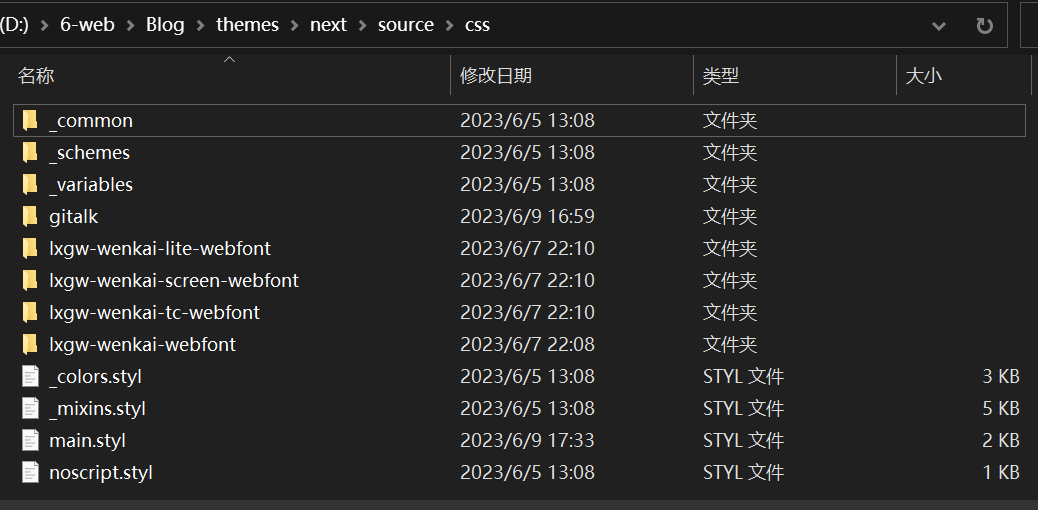 (D:) > 6-web > Blog > themes > next > source > css
名称 修改日期 类型 大小
_common 2023/6/5 13:08 文件夹
_schemes 2023/6/5 13:08 文件夹
_variables 2023/6/5 13:08 文件夹
gitalk 2023/6/9 16:59 文件夹
lxgw-wenkai-lite-webfont 2023/6/7 22:10 文件夹
lxgw-wenkai-screen-webfont 2023/6/7 22:10 文件夹
lxgw-wenkai-tc-webfont 2023/6/7 22:10 文件夹
lxgw-wenkai-webfont 2023/6/7 22:08 文件夹
_colors.styl 2023/6/5 13:08 STYL 文件 3 KB
_mixins.styl 2023/6/5 13:08 STYL 文件 5 KB
main.styl 2023/6/9 17:33 STYL 文件 2 KB
noscript.styl 2023/6/5 13:08 STYL 文件 1 KB